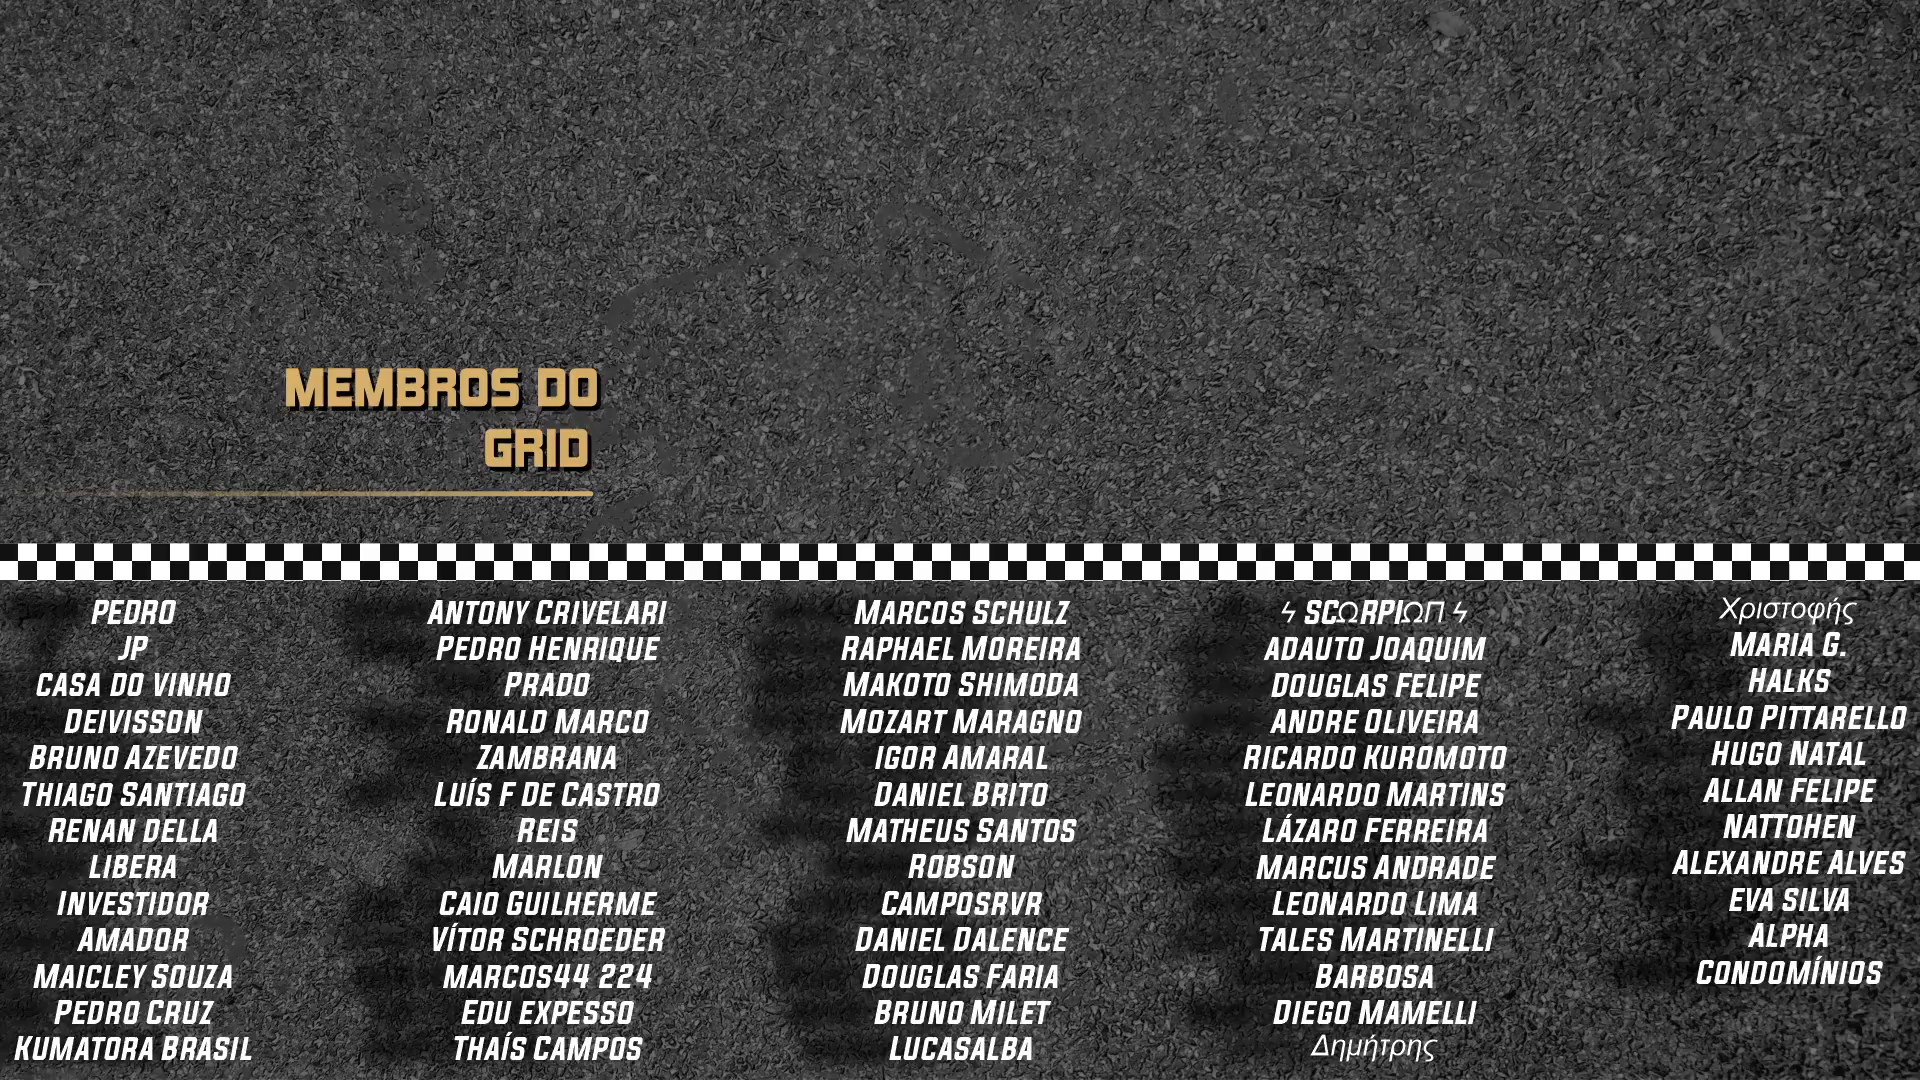 MEMBROS DO
GRID
PEDRO
JP
CASA DO VINHO
DEIVISSON
BRUNO AZEVEDO
THIAGO SANTIAGO
RENAN DELLA
LIBERA
INVESTIDOR
AMADOR
MAICLEY SOUZA
PEDRO CRUZ
KUMATORA BRASIL
ANTONY CRIVELARI
PEDRO HENRIQUE
PRADO
RONALD MARCO
ZAMBRANA
LUÍS F DE CASTRO
REIS
MARLON
CAIO GUILHERME
VÍTOR SCHROEDER
MARCOS44 224
EDU EXPESSO
THAÍS CAMPOS
MARCOS SCHULZ
RAPHAEL MOREIRA
MAKOTO SHIMODA
MOZART MARAGNO
IGOR AMARAL
DANIEL BRITO
MATHEUS SANTOS
ROBSON
CAMPOSRVR
DANIEL DALENCE
DOUGLAS FARIA
BRUNO MILET
LUCASALBA
ϟ SCΩRPIΩΠ ϟ
ADAUTO JOAQUIM
DOUGLAS FELIPE
ANDRE OLIVEIRA
RICARDO KUROMOTO
LEONARDO MARTINS
LÁZARO FERREIRA
MARCUS ANDRADE
LEONARDO LIMA
TALES MARTINELLI
BARBOSA
DIEGO MAMELLI
Δημήτρης
Χριστοφής
MARIA G.
HALKS
PAULO PITTARELLO
HUGO NATAL
ALLAN FELIPE
NATTOHEN
ALEXANDRE ALVES
EVA SILVA
ALPHA
CONDOMÍNIOS